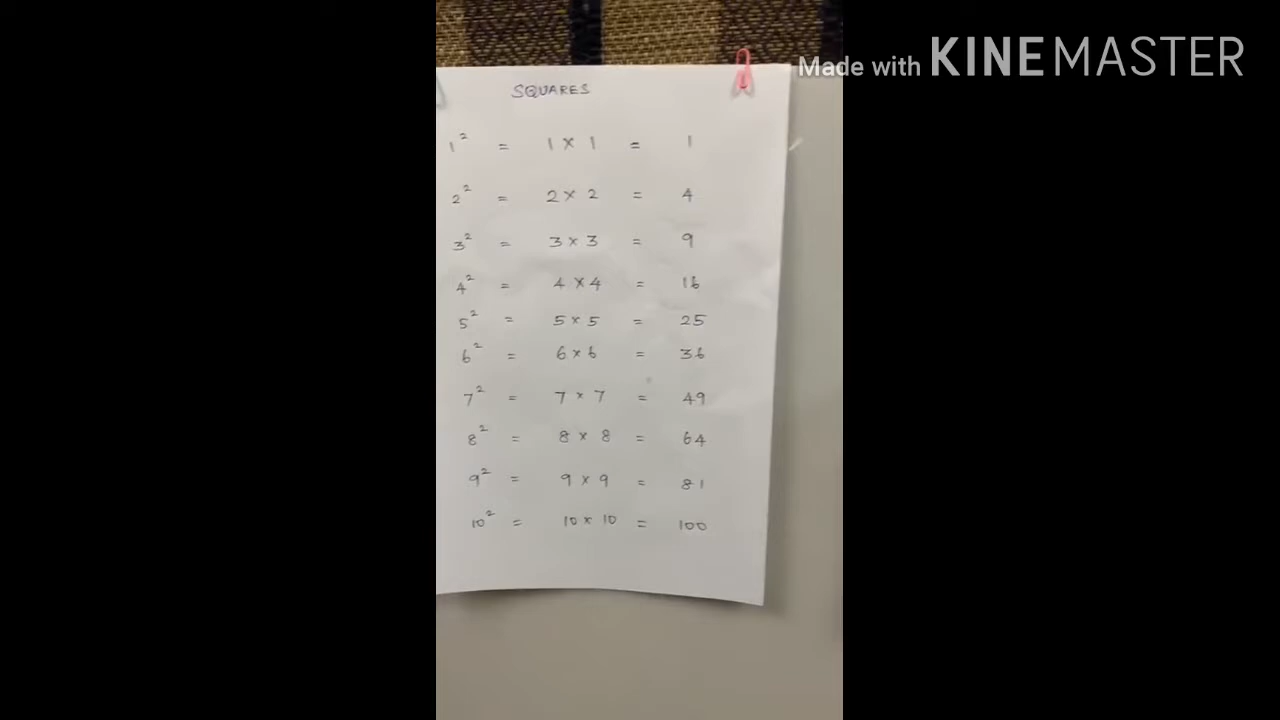 Made with KINEMASTER
SQUARES
1² = 1 × 1 = 1
2² = 2 × 2 = 4
3² = 3 × 3 = 9
4² = 4 × 4 = 16
5² = 5 × 5 = 25
6² = 6 × 6 = 36
7² = 7 × 7 = 49
8² = 8 × 8 = 64
9² = 9 × 9 = 81
10² = 10 × 10 = 100